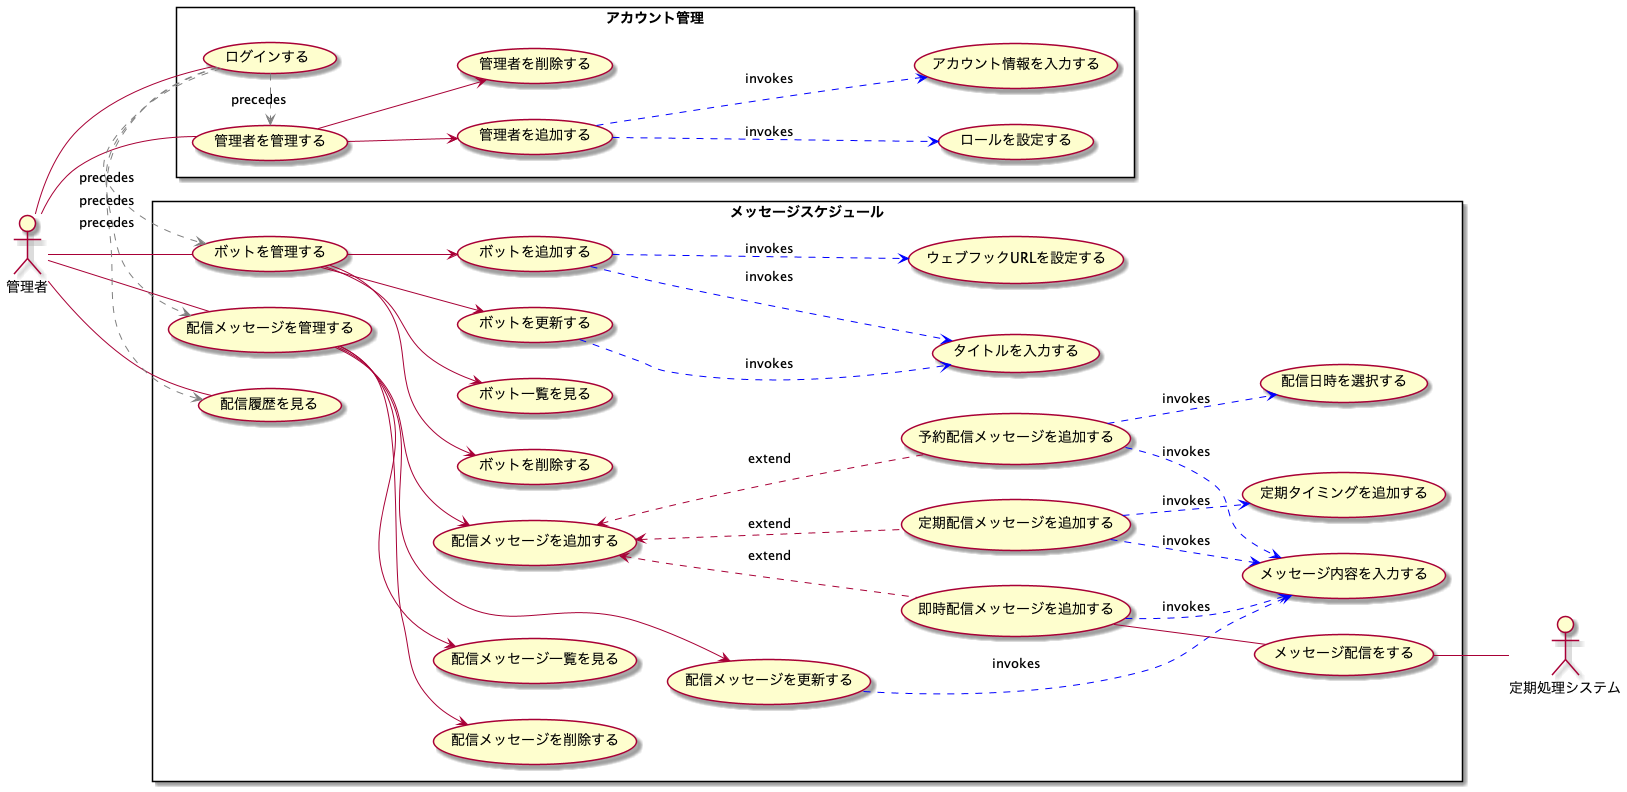 アカウント管理
ログインする
管理者を削除する
アカウント情報を入力する
invokes
precedes
管理者を管理する
管理者を追加する
invokes
ロールを設定する
precedes
precedes
precedes
メッセージスケジュール
管理者
ボットを管理する
ボットを追加する
invokes
ウェブフックURLを設定する
invokes
配信メッセージを管理する
ボットを更新する
タイトルを入力する
invokes
配信履歴を見る
ボット一覧を見る
配信日時を選択する
invokes
予約配信メッセージを追加する
invokes
extend
ボットを削除する
定期タイミングを追加する
invokes
定期配信メッセージを追加する
extend
配信メッセージを追加する
invokes
extend
メッセージ内容を入力する
即時配信メッセージを追加する
invokes
配信メッセージ一覧を見る
配信メッセージを更新する
invokes
メッセージ配信をする
定期処理システム
配信メッセージを削除する